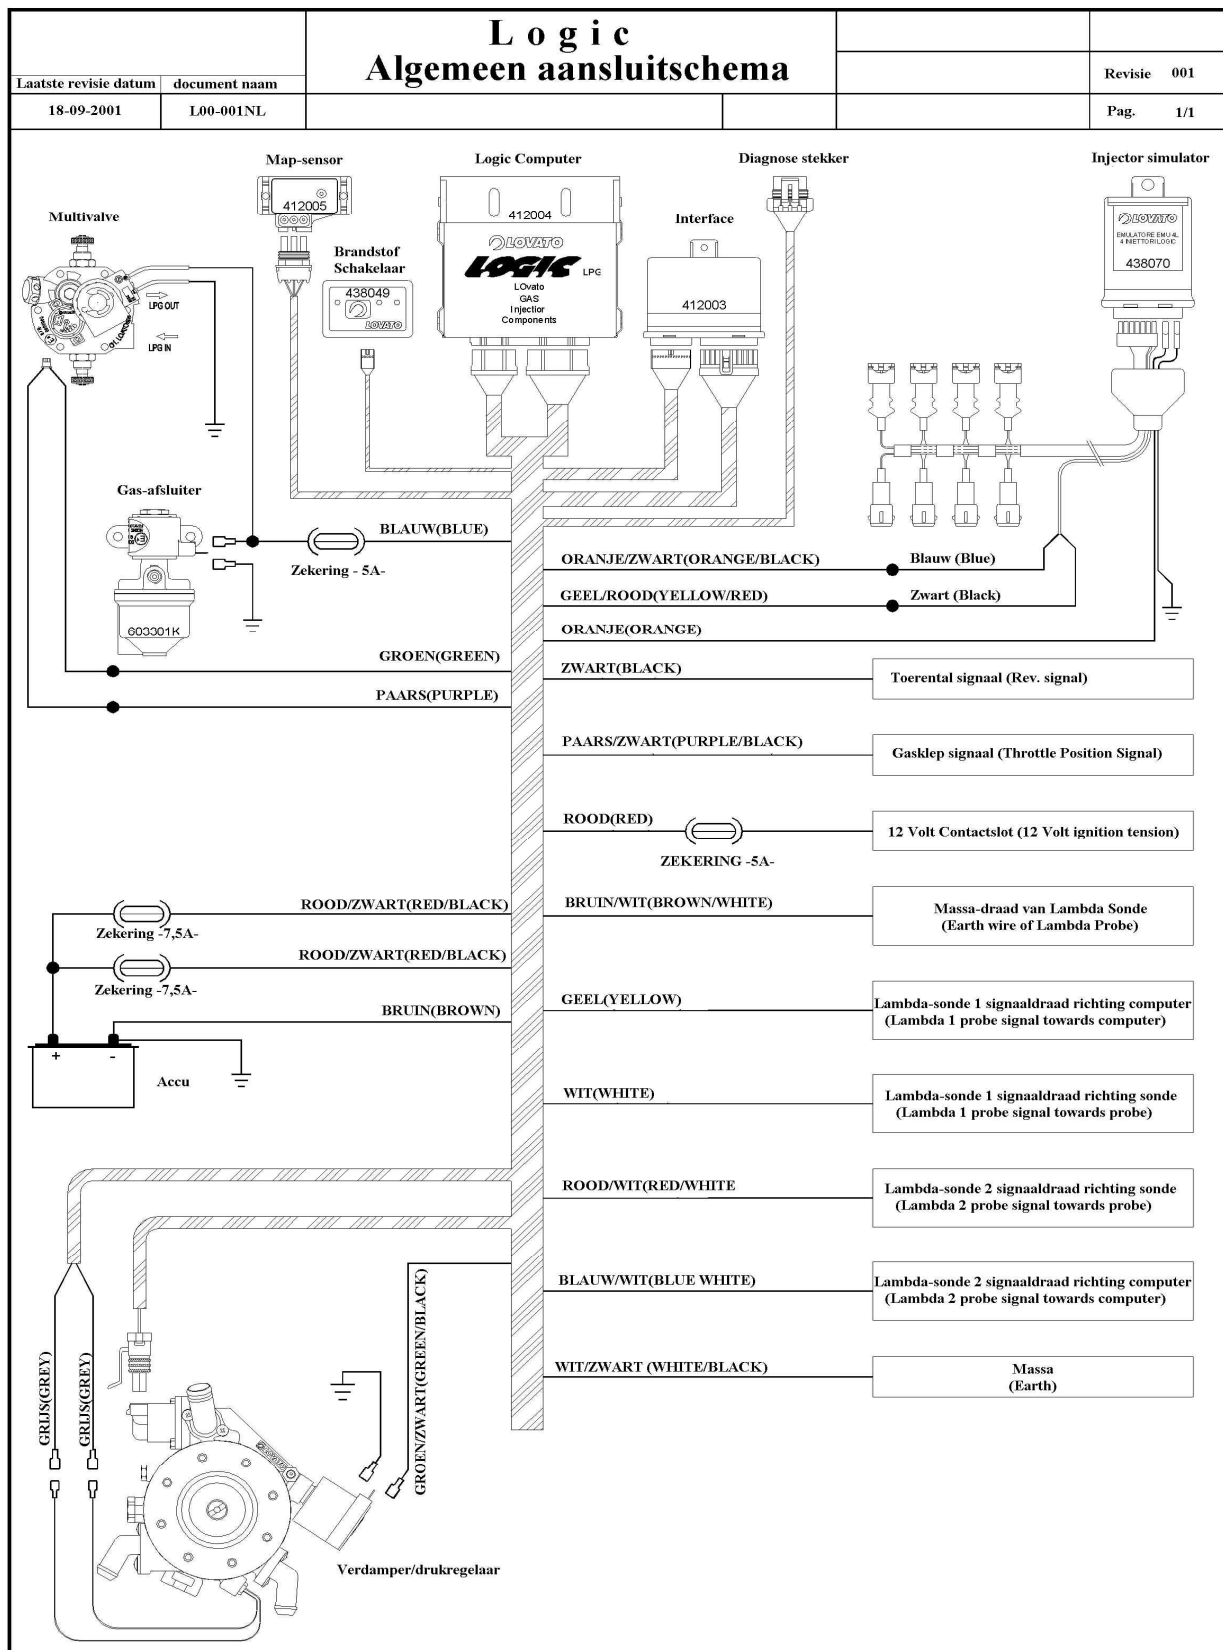 Logic
Algemeen aansluitschema
Laatste revisie datum
document naam
18-09-2001
L00-001NL
Revisie 001
Pag. 1/1
Map-sensor
Logic Computer
Diagnose stekker
Injector simulator
412005
412004
Interface
Multivalve
LOVATO
EMULATORE EMU 4L
4 INIETTORI LOGIC
438070
Brandstof
Schakelaar
438049
LOVATO
LOVATO
LOGIC LPG
LOvato
GAS
Injector
Components
412003
LPG OUT
LPG IN
Gas-afsluiter
603301K
BLAUW(BLUE)
Zekering - 5A-
ORANJE/ZWART(ORANGE/BLACK)
Blauw (Blue)
GEEL/ROOD(YELLOW/RED)
Zwart (Black)
ORANJE(ORANGE)
GROEN(GREEN)
ZWART(BLACK)
Toerental signaal (Rev. signal)
PAARS(PURPLE)
PAARS/ZWART(PURPLE/BLACK)
Gasklep signaal (Throttle Position Signal)
ROOD(RED)
ZEKERING -5A-
12 Volt Contactslot (12 Volt ignition tension)
ROOD/ZWART(RED/BLACK)
Zekering -7,5A-
BRUIN/WIT(BROWN/WHITE)
Massa-draad van Lambda Sonde
(Earth wire of Lambda Probe)
ROOD/ZWART(RED/BLACK)
Zekering -7,5A-
BRUIN(BROWN)
GEEL(YELLOW)
Lambda-sonde 1 signaaldraad richting computer
(Lambda 1 probe signal towards computer)
+ -
Accu
WIT(WHITE)
Lambda-sonde 1 signaaldraad richting sonde
(Lambda 1 probe signal towards probe)
ROOD/WIT(RED/WHITE
Lambda-sonde 2 signaaldraad richting sonde
(Lambda 2 probe signal towards probe)
BLAUW/WIT(BLUE WHITE)
Lambda-sonde 2 signaaldraad richting computer
(Lambda 2 probe signal towards computer)
WIT/ZWART (WHITE/BLACK)
Massa
(Earth)
GRIJS(GREY)
GRIJS(GREY)
GROEN/ZWART(GREEN/BLACK)
LOVATO
Verdamper/drukregelaar